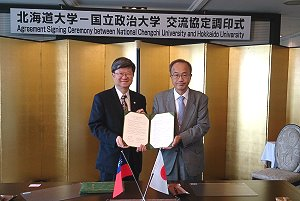 北海道大学－国立政治大学 交流協定調印式
Agreement Signing Ceremony between National Chengchi University and Hokkaido University